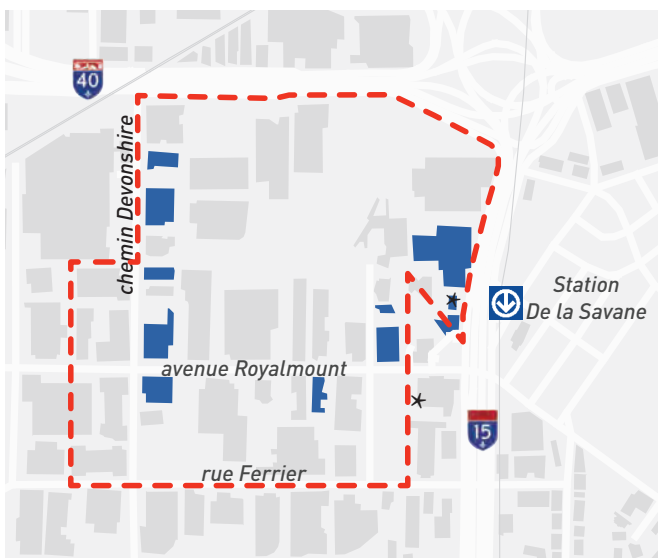 40
chemin Devonshire
Station
De la Savane
avenue Royalmount
15
rue Ferrier